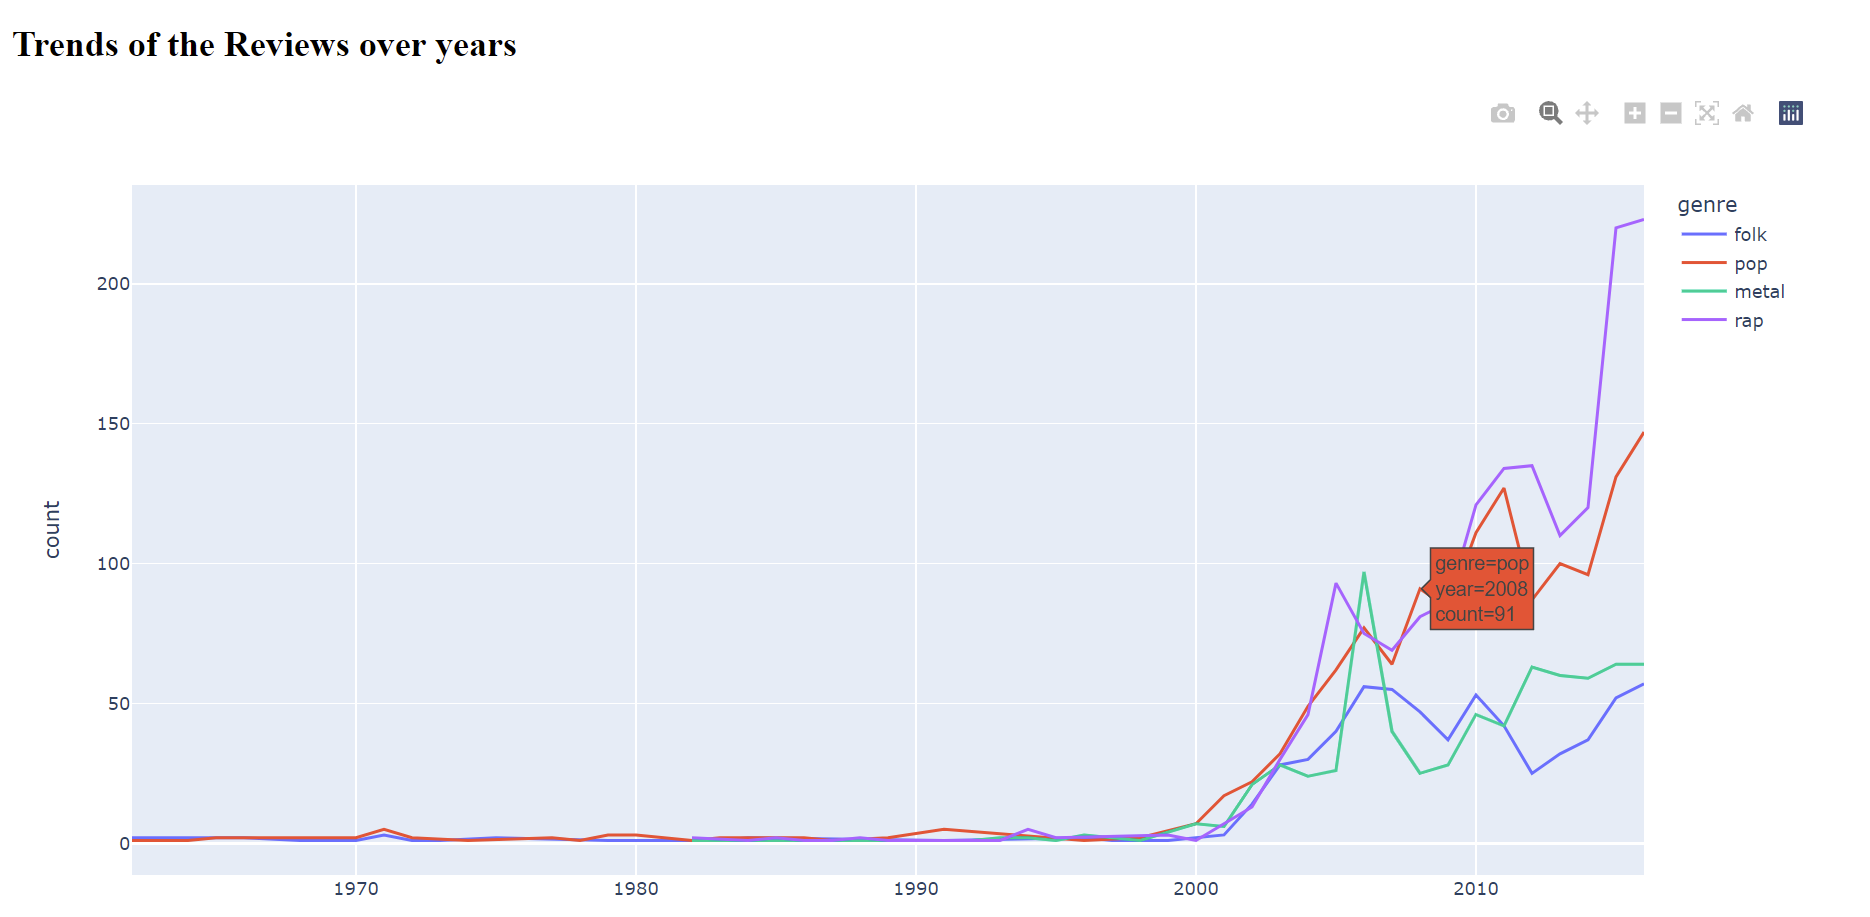 Trends of the Reviews over years
genre
folk
pop
metal
rap
200
150
100
50
0
count
genre=pop
year=2008
count=91
1970
1980
1990
2000
2010